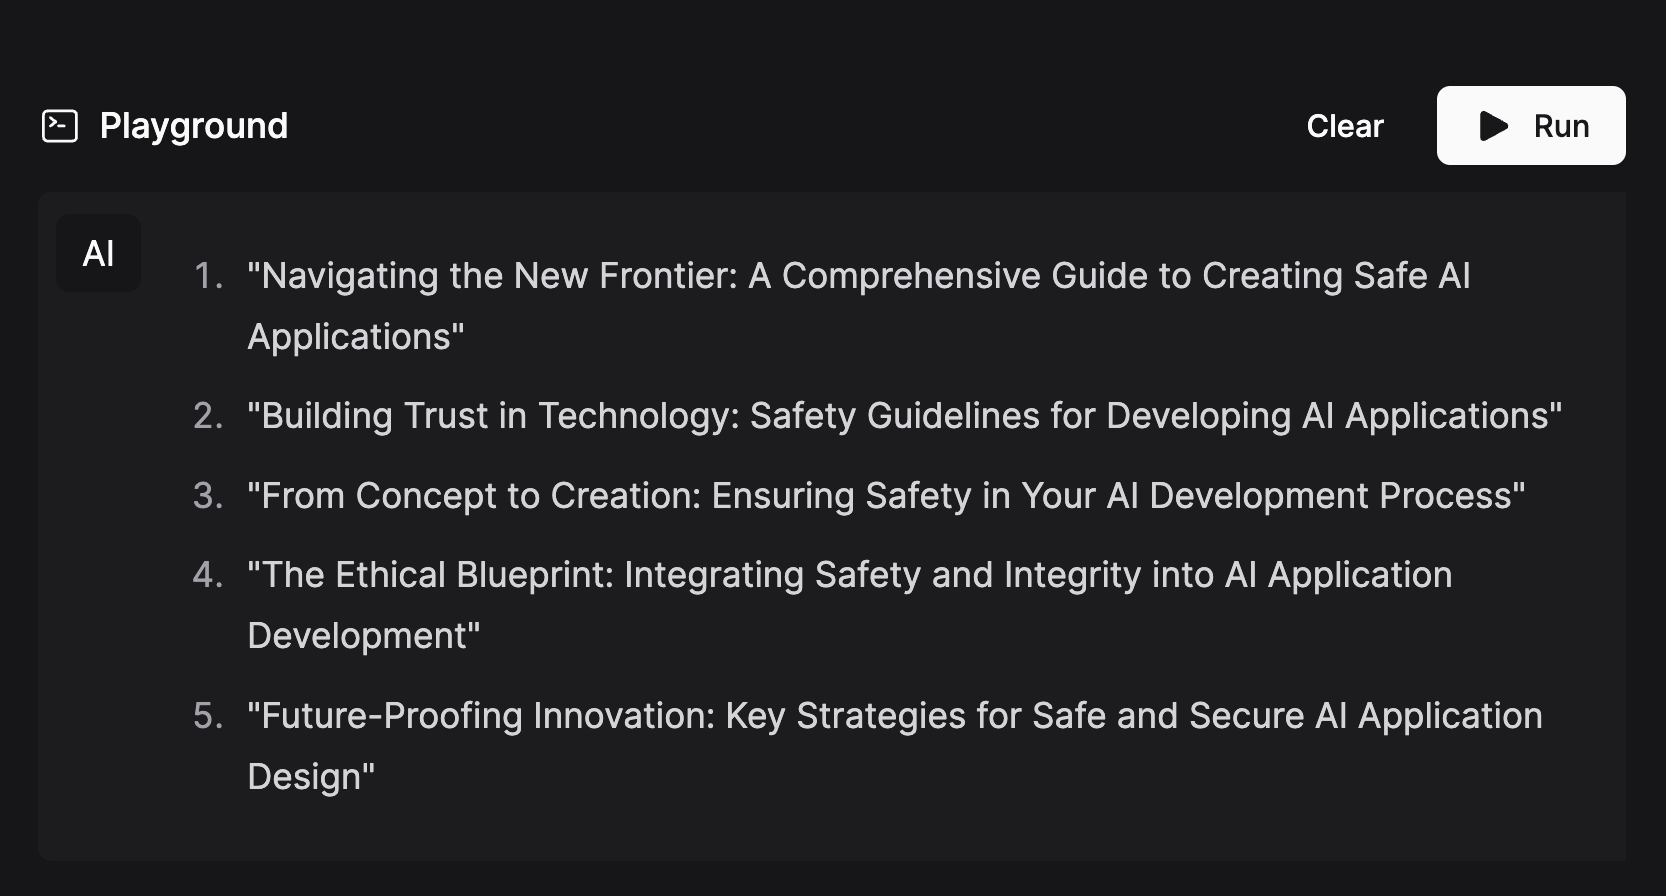 Playground
Clear
Run
AI
1. "Navigating the New Frontier: A Comprehensive Guide to Creating Safe AI
Applications"
2. "Building Trust in Technology: Safety Guidelines for Developing AI Applications"
3. "From Concept to Creation: Ensuring Safety in Your AI Development Process"
4. "The Ethical Blueprint: Integrating Safety and Integrity into AI Application
Development"
5. "Future-Proofing Innovation: Key Strategies for Safe and Secure AI Application
Design"